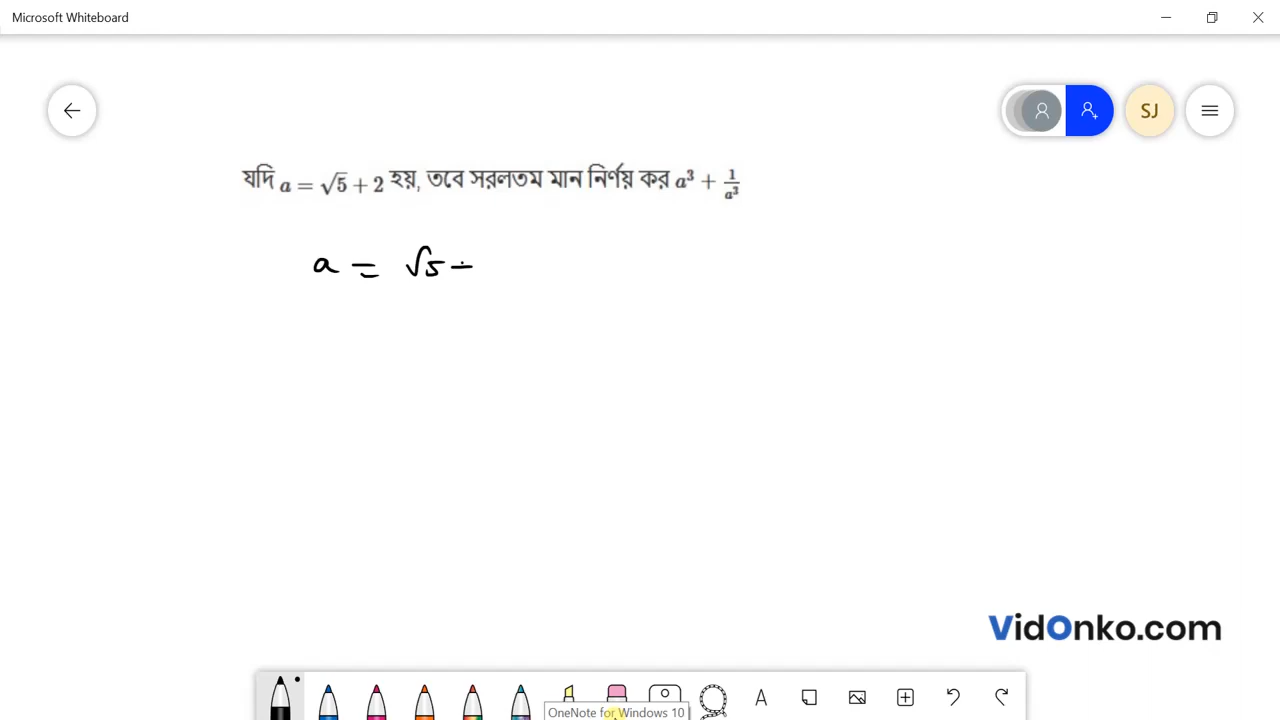 Microsoft Whiteboard
SJ
যদি a = √5 + 2 হয়, তবে সরলতম মান নির্ণয় কর a³ + 1/a³
a = √5 -
VidOnko.com
A
OneNote for Windows 10